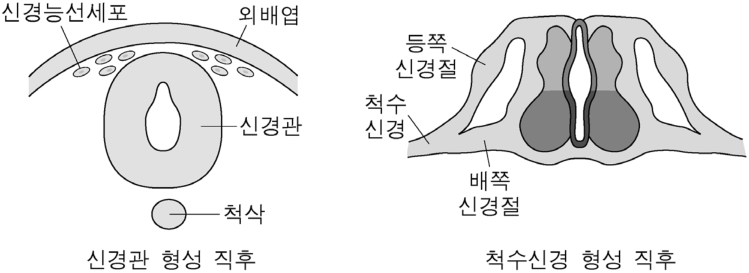 신경능선세포
외배엽
신경관
척삭
신경관 형성 직후
등쪽
신경절
척수
신경
배쪽
신경절
척수신경 형성 직후